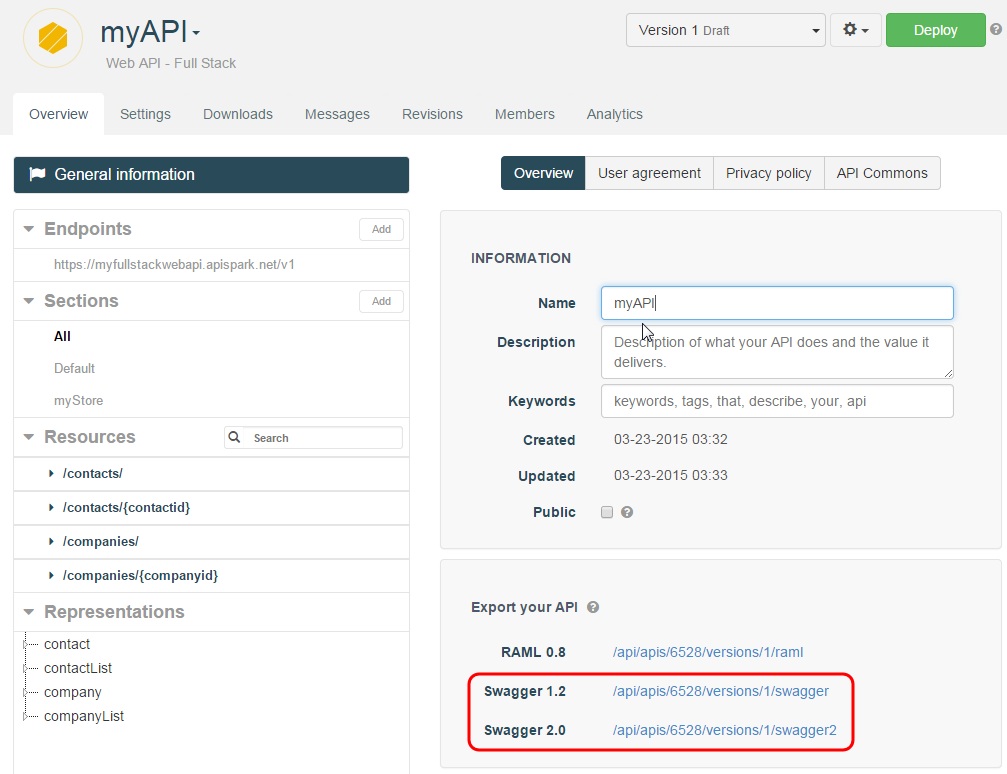 myAPI
Web API - Full Stack
Version 1 Draft
Deploy
Overview Settings Downloads Messages Revisions Members Analytics
General information
Endpoints Add
https://myfullstackwebapi.apispark.net/v1
Sections Add
All
Default
myStore
Resources Search
/contacts/
/contacts/{contactid}
/companies/
/companies/{companyid}
Representations
contact
contactList
company
companyList
Overview User agreement Privacy policy API Commons
INFORMATION
Name myAPI
Description Description of what your API does and the value it
delivers.
Keywords keywords, tags, that, describe, your, api
Created 03-23-2015 03:32
Updated 03-23-2015 03:33
Public ?
Export your API ?
RAML 0.8 /api/apis/6528/versions/1/raml
Swagger 1.2 /api/apis/6528/versions/1/swagger
Swagger 2.0 /api/apis/6528/versions/1/swagger2